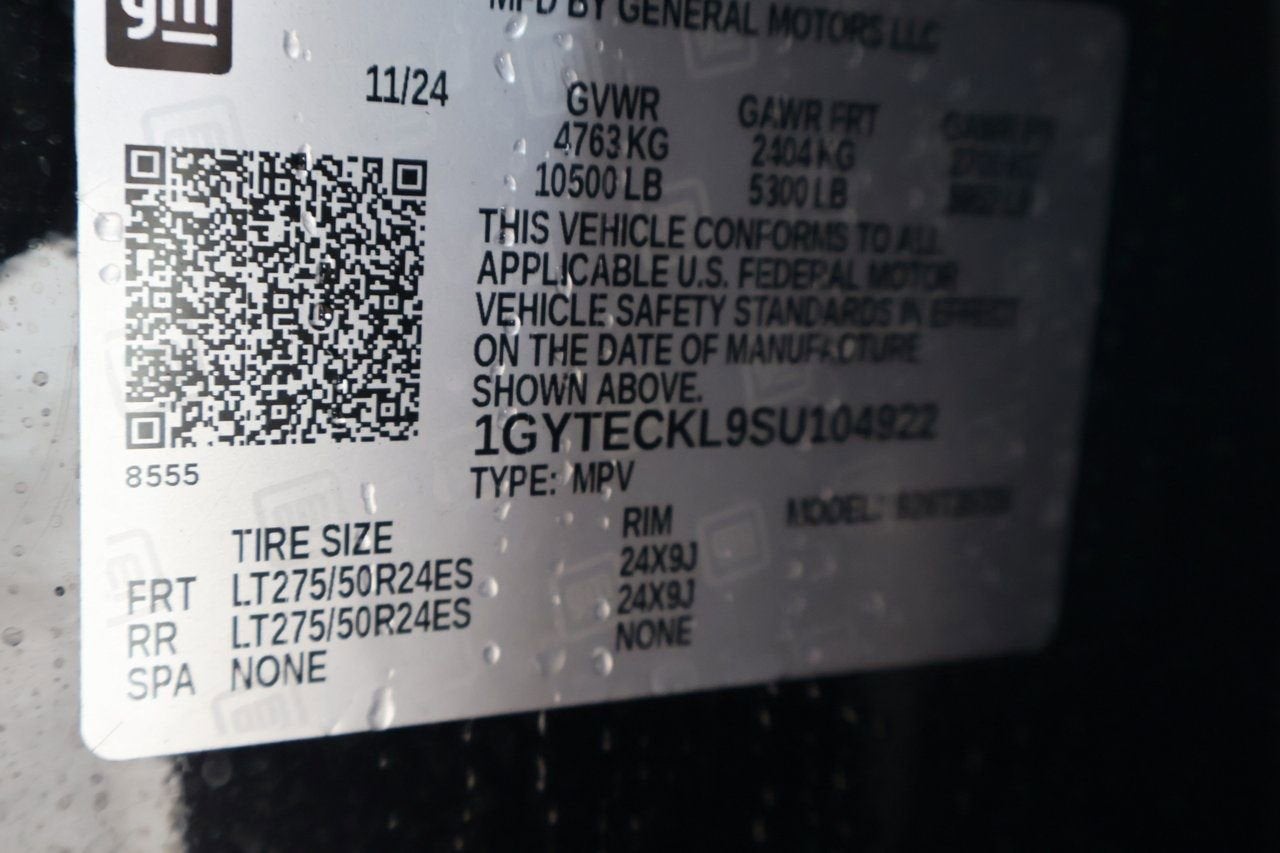 gm
MFD BY GENERAL MOTORS LLC
11/24
GVWR GAWR FRT GAWR
4763 KG 2404 KG
10500 LB 5300 LB
THIS VEHICLE CONFORMS TO ALL
APPLICABLE U.S. FEDERAL MOTOR
VEHICLE SAFETY STANDARDS IN EFFECT
ON THE DATE OF MANUFACTURE
SHOWN ABOVE.
1GYTECKL9SU104922
8555
TYPE: MPV
MODEL:
TIRE SIZE RIM
FRT LT275/50R24ES 24X9J
RR LT275/50R24ES 24X9J
SPA NONE NONE